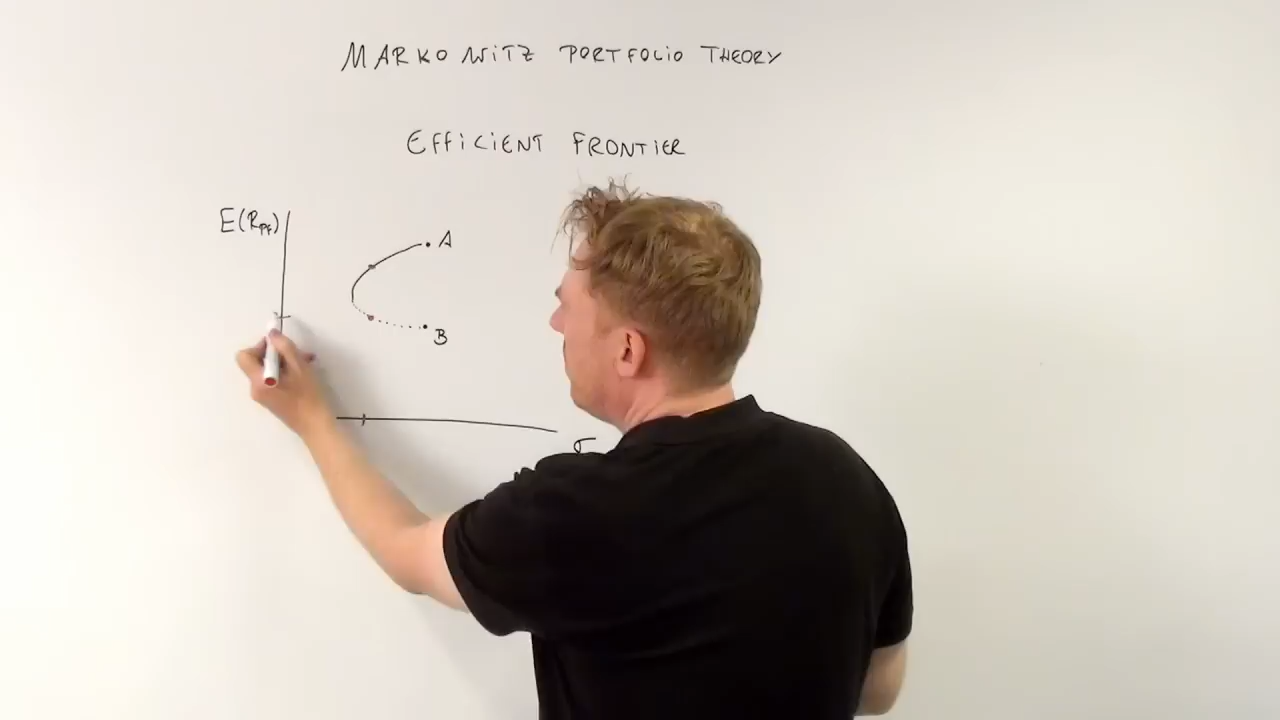 MARKOWITZ PORTFOLIO THEORY
EFFICIENT FRONTIER
E(RPf)
A
B
σ